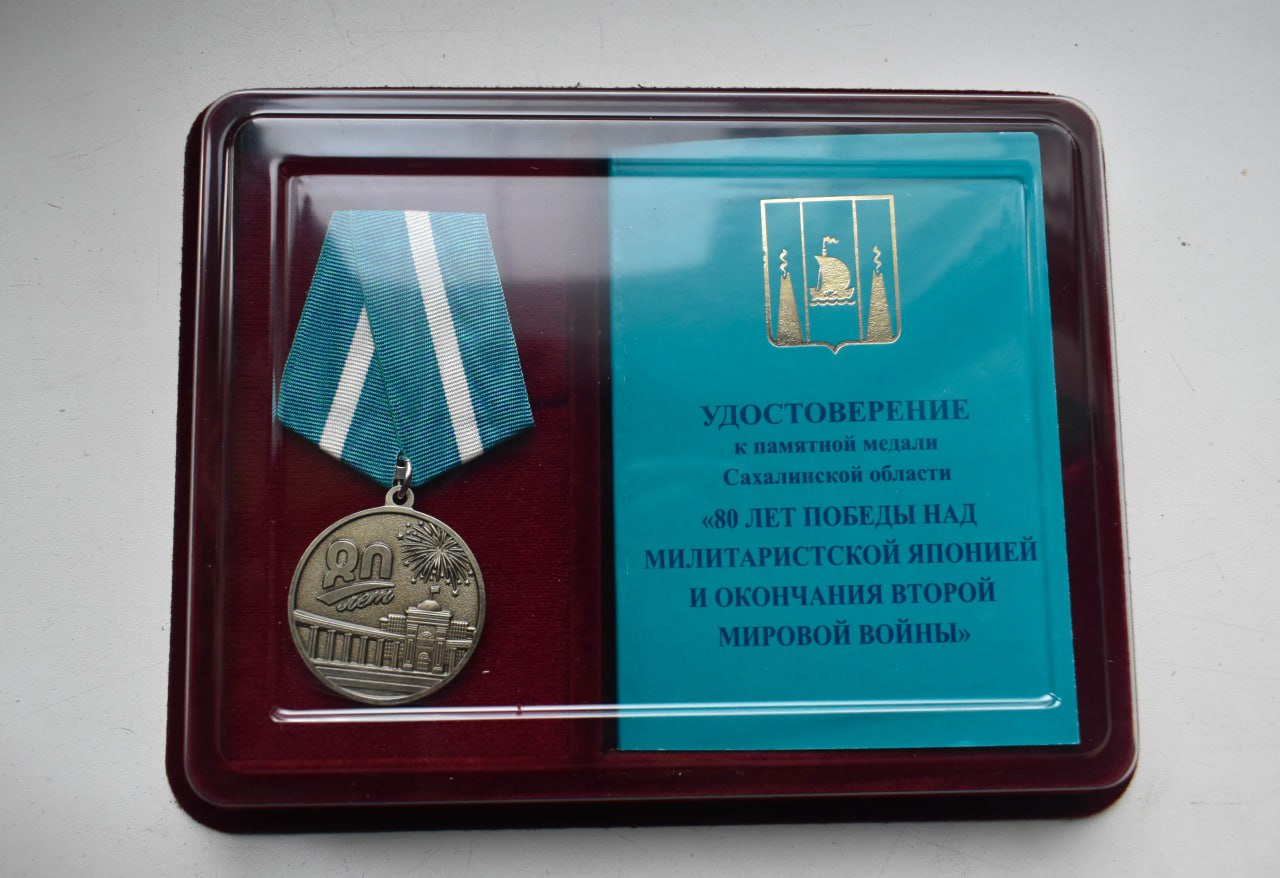 80
лет
УДОСТОВЕРЕНИЕ
к памятной медали
Сахалинской области
«80 ЛЕТ ПОБЕДЫ НАД
МИЛИТАРИСТСКОЙ ЯПОНИЕЙ
И ОКОНЧАНИЯ ВТОРОЙ
МИРОВОЙ ВОЙНЫ»